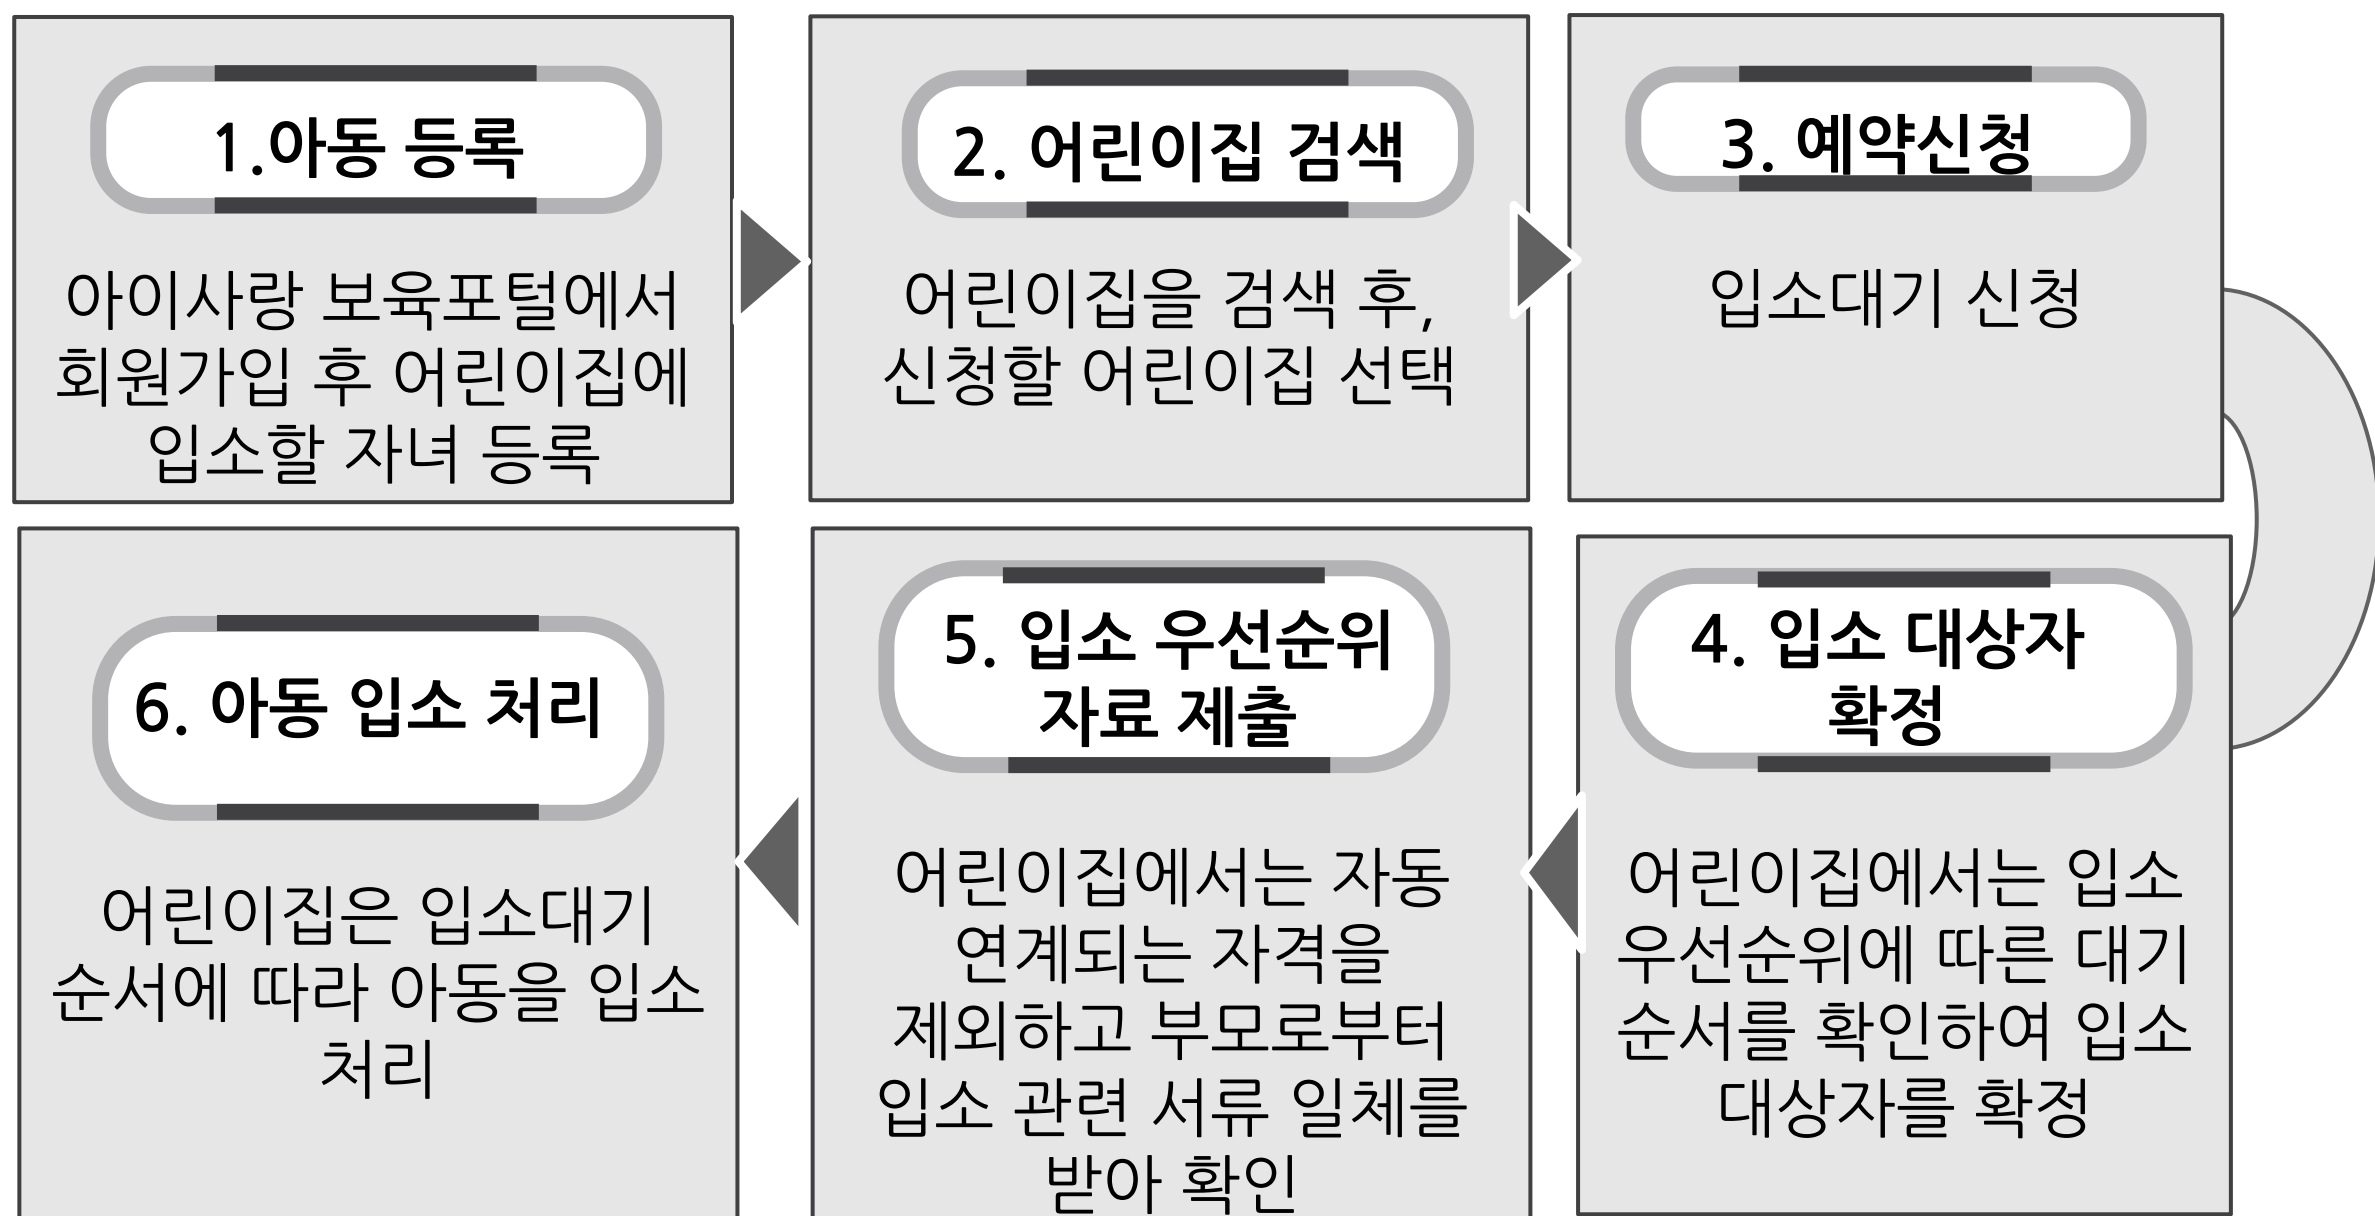 1.아동 등록
아이사랑 보육포털에서
회원가입 후 어린이집에
입소할 자녀 등록
2. 어린이집 검색
어린이집을 검색 후,
신청할 어린이집 선택
3. 예약신청
입소대기 신청
4. 입소 대상자
확정
어린이집에서는 입소
우선순위에 따른 대기
순서를 확인하여 입소
대상자를 확정
5. 입소 우선순위
자료 제출
어린이집에서는 자동
연계되는 자격을
제외하고 부모로부터
입소 관련 서류 일체를
받아 확인
6. 아동 입소 처리
어린이집은 입소대기
순서에 따라 아동을 입소
처리